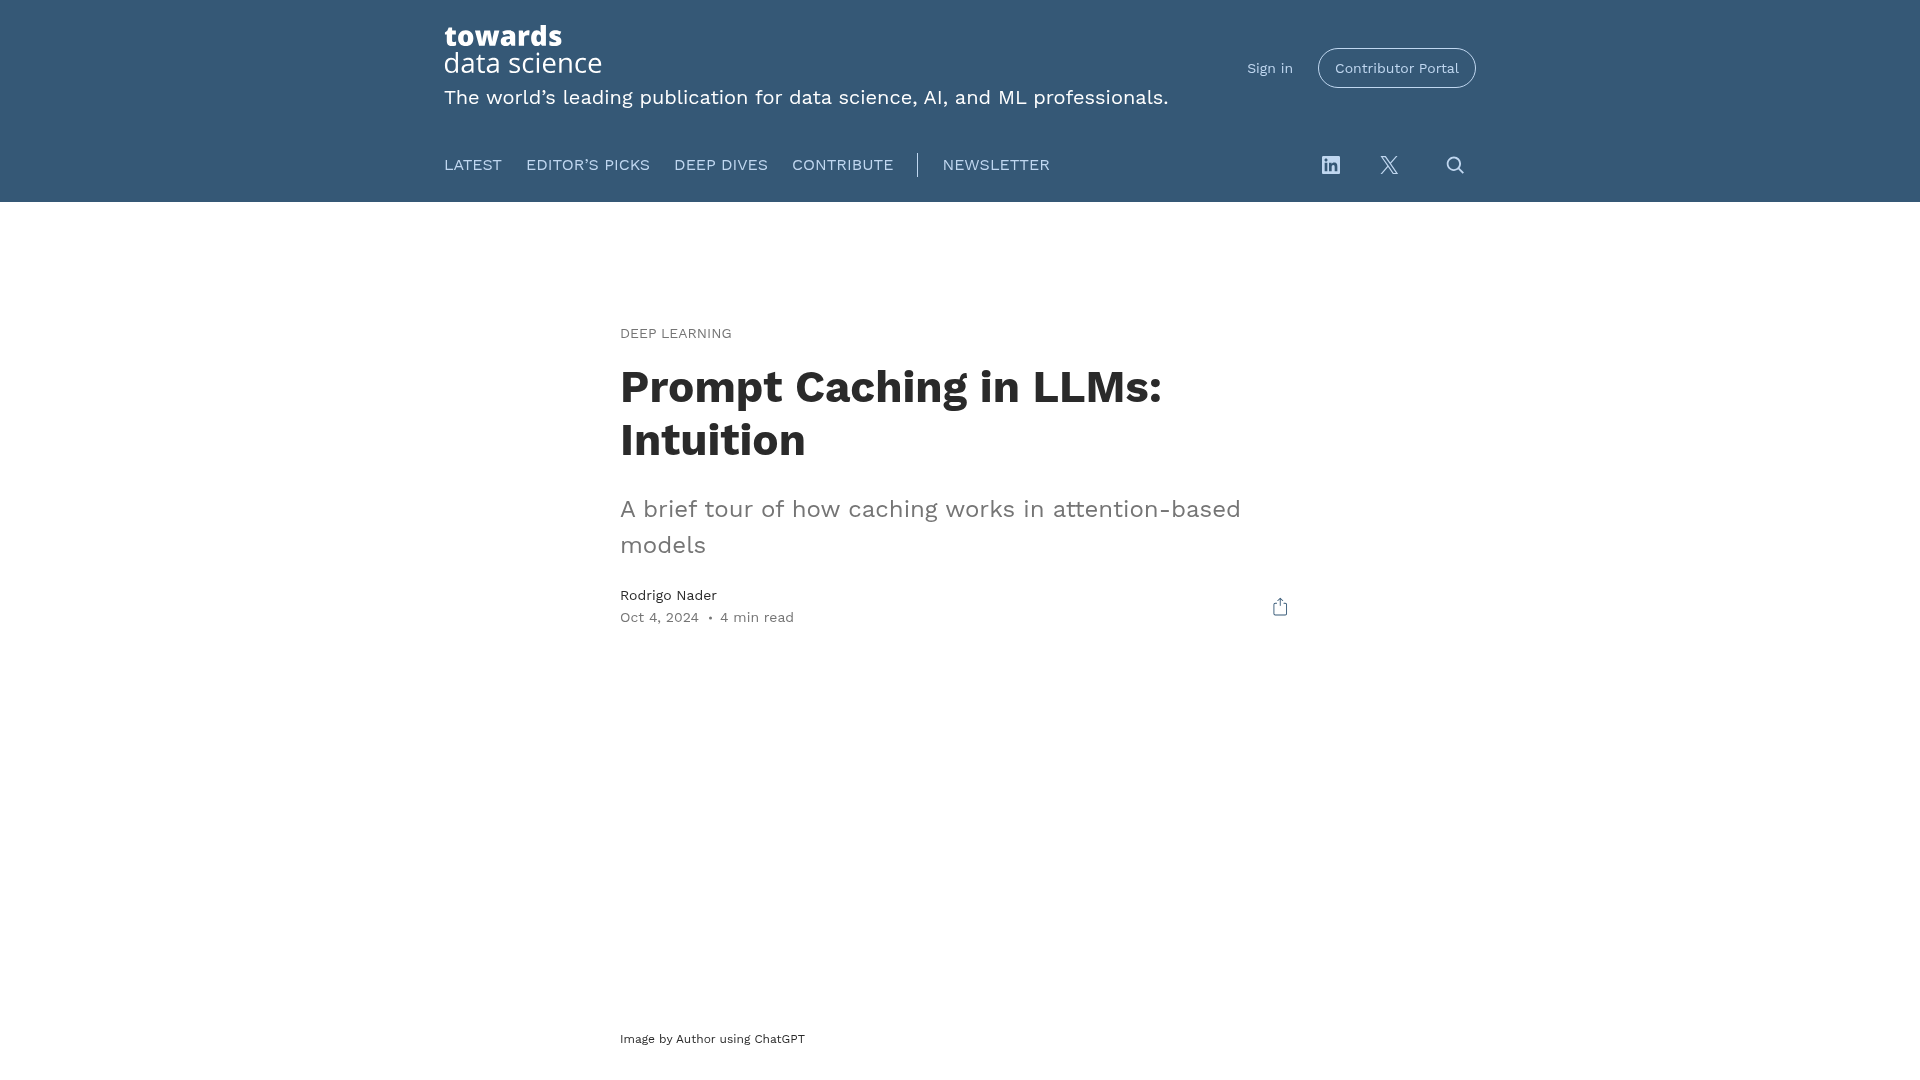 towards
data science
The world’s leading publication for data science, AI, and ML professionals.
Sign in
Contributor Portal
LATEST
EDITOR’S PICKS
DEEP DIVES
CONTRIBUTE
NEWSLETTER
DEEP LEARNING
Prompt Caching in LLMs:
Intuition
A brief tour of how caching works in attention-based
models
Rodrigo Nader
Oct 4, 2024 • 4 min read
Image by Author using ChatGPT